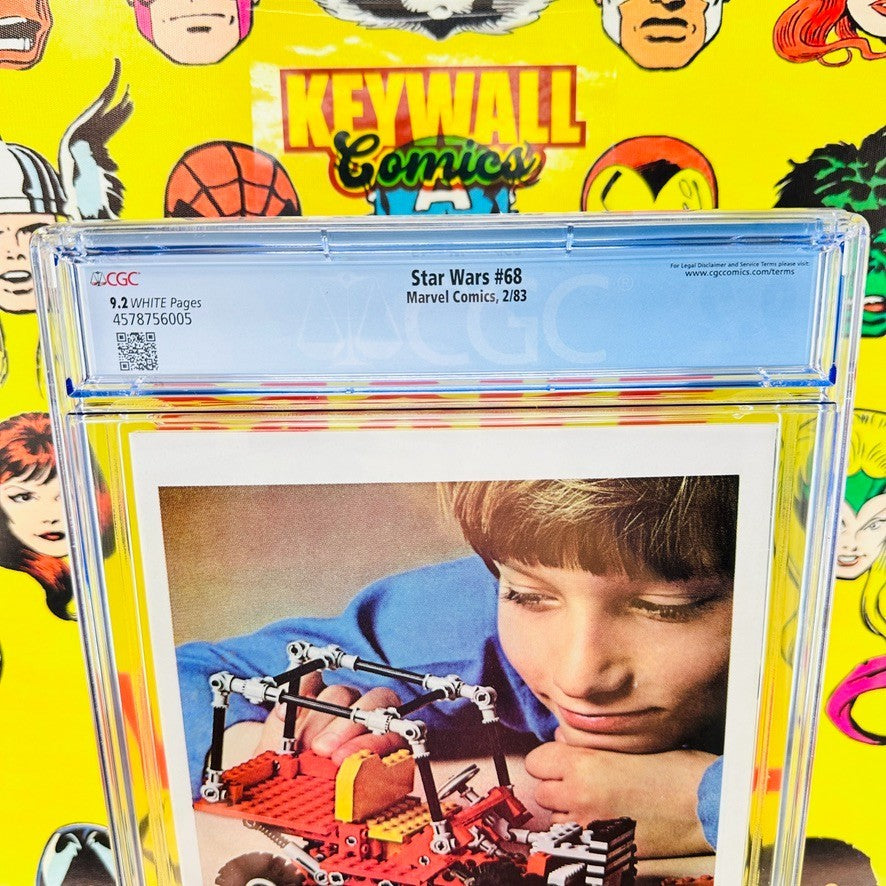 KEYWALL
Comics
A
CGC
9.2 WHITE Pages
4578756005
Star Wars #68
Marvel Comics, 2/83
For Legal Disclaimer and Service Terms please visit:
www.cgccomics.com/terms
CGC®